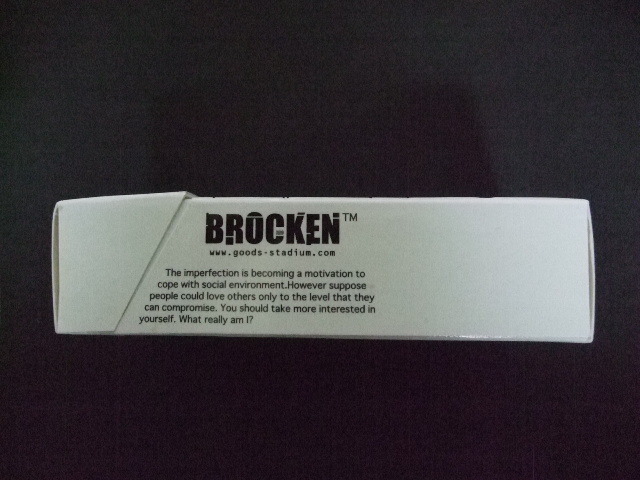 BROCKEN™
www.goods-stadium.com
The imperfection is becoming a motivation to
cope with social environment.However suppose
people could love others only to the level that they
can compromise. You should take more interested in
yourself. What really am I?